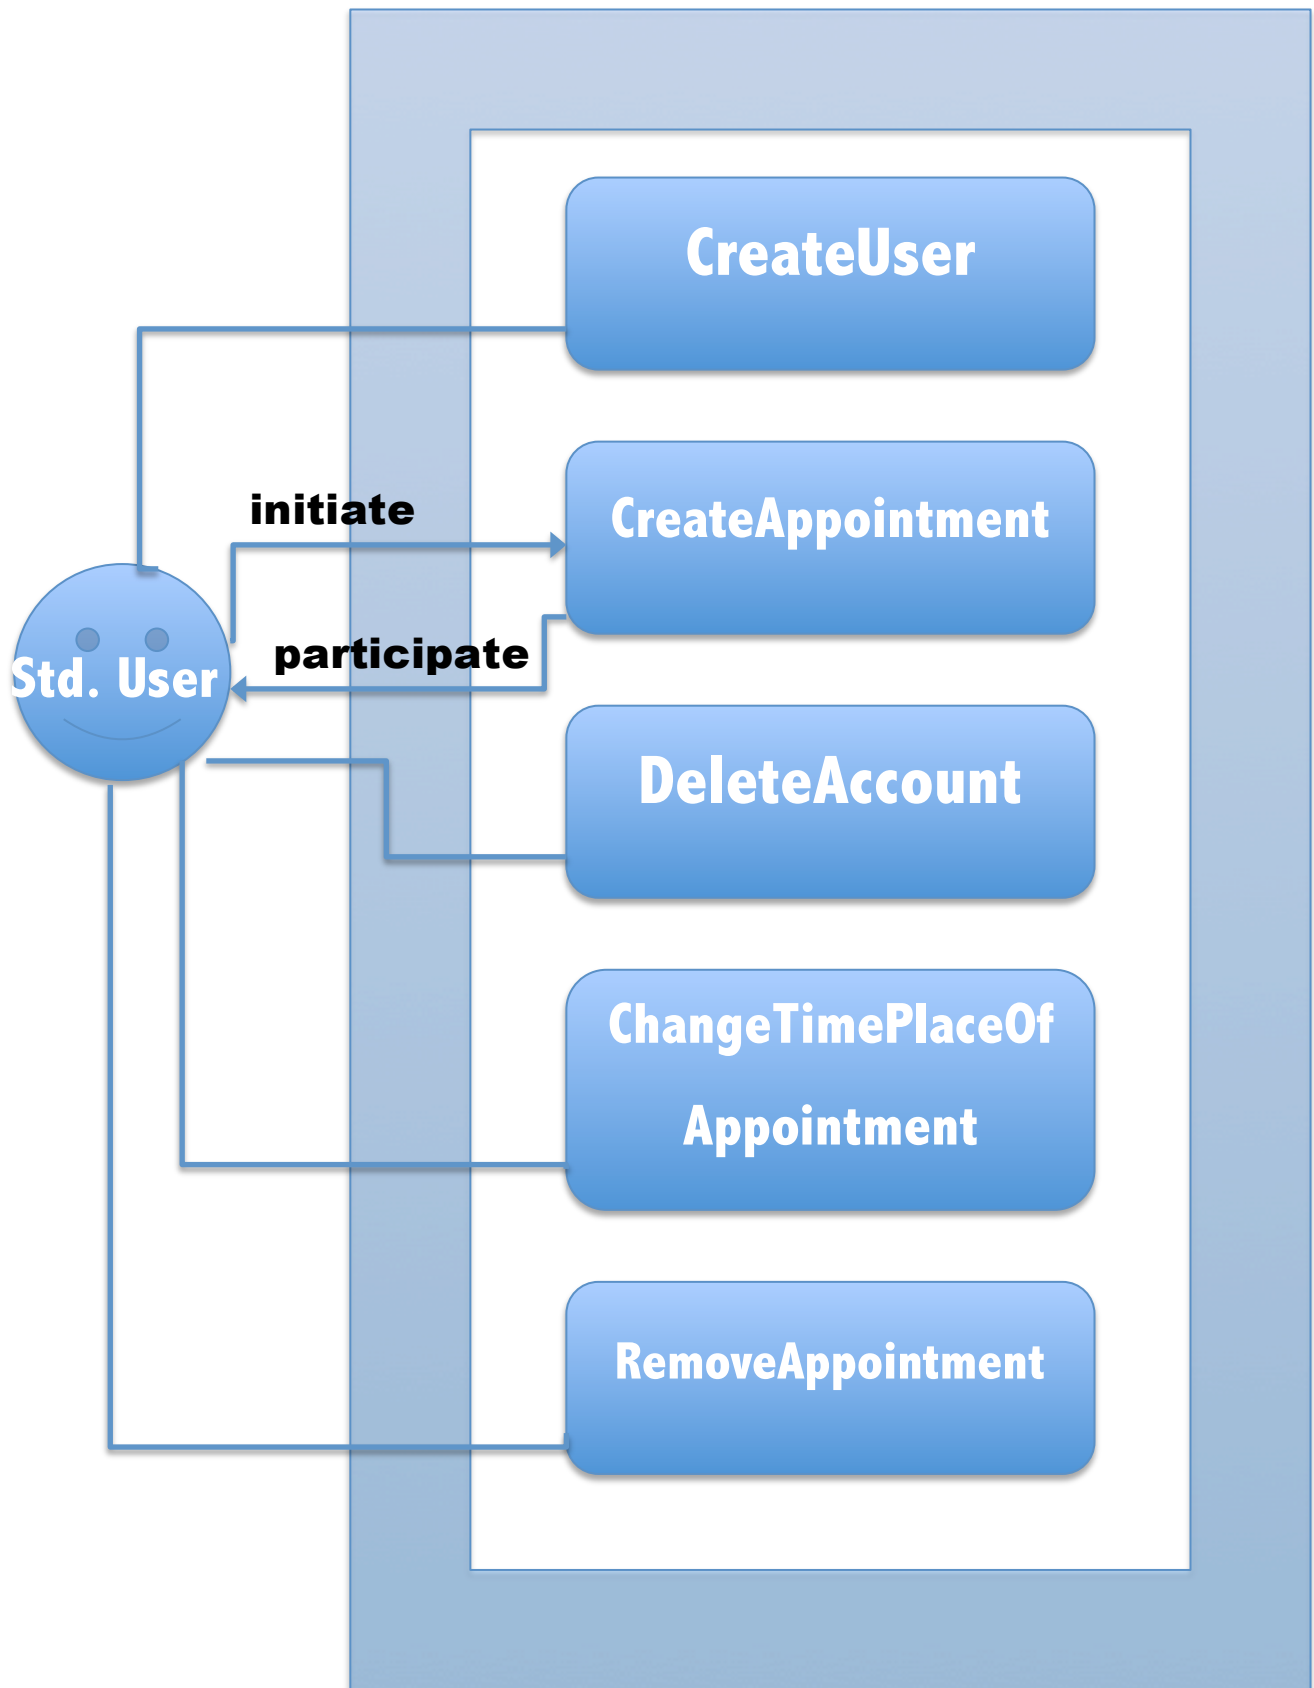 CreateUser
initiate
CreateAppointment
participate
Std. User
DeleteAccount
ChangeTimePlaceOf
Appointment
RemoveAppointment